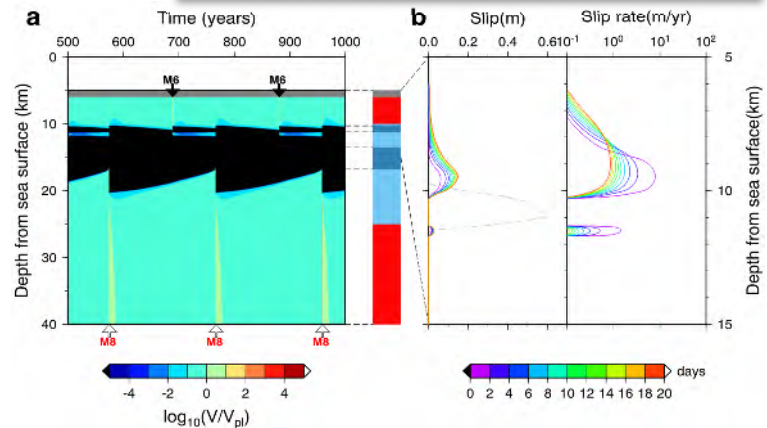 a
Time (years)
500 600 700 800 900 1000
0
10
20
30
40
Depth from sea surface (km)
M6 M6
M8 M8 M8
-4 -2 0 2 4
log10(V/Vpl)
b
Slip(m)
0.0 0.2 0.4 0.6
Slip rate(m/yr)
10-1 100 101 102
5
10
15
Depth from sea surface(km)
0 2 4 6 8 10 12 14 16 18 20
days